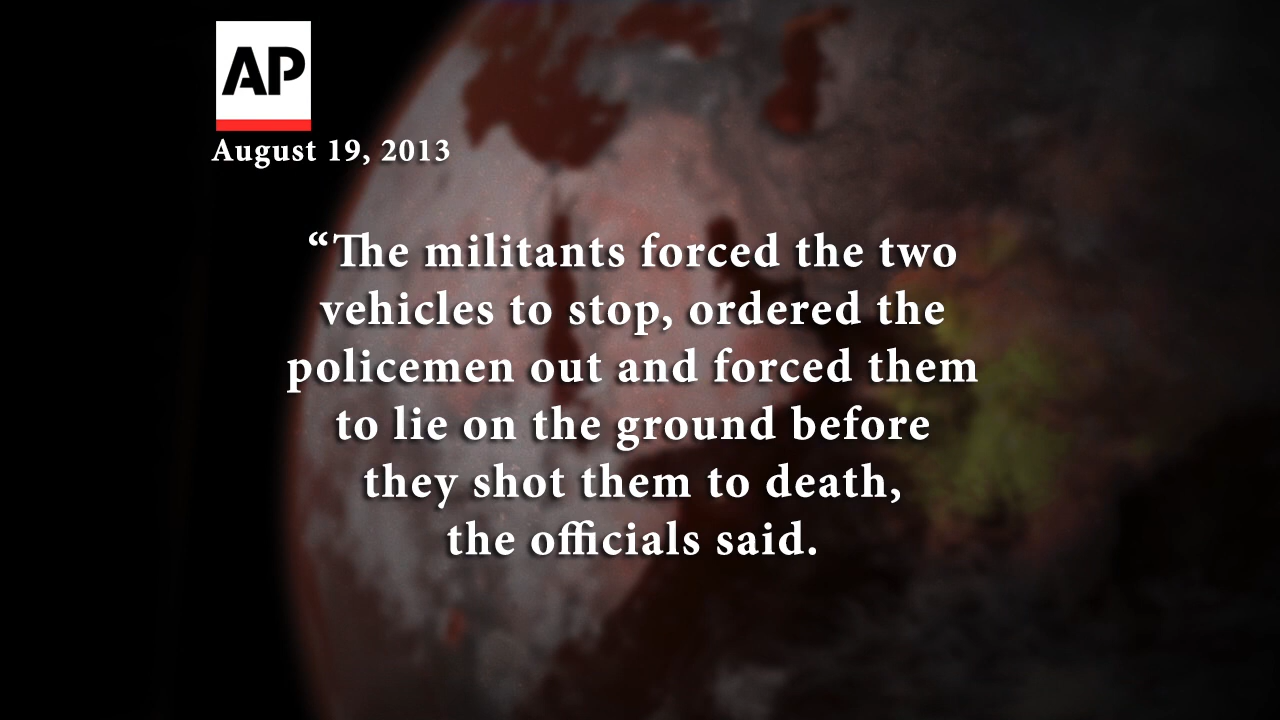 AP
August 19, 2013
“The militants forced the two
vehicles to stop, ordered the
policemen out and forced them
to lie on the ground before
they shot them to death,
the officials said.